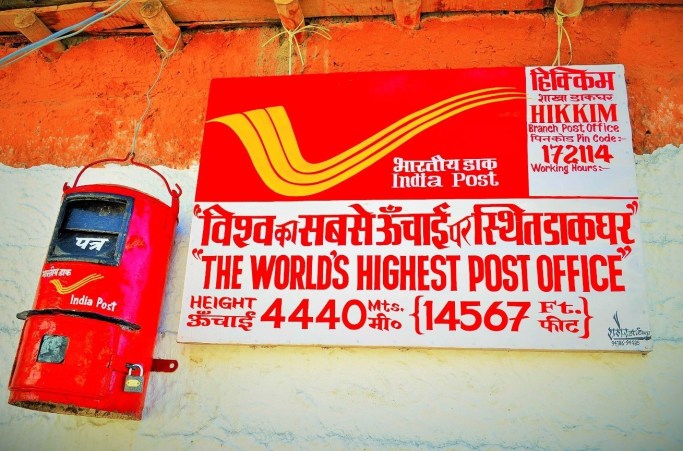 हिक्किम
शाखा डाकघर
HIKKIM
Branch Post Office
पिनकोड Pin Code:-
172114
Working Hours:-
भारतीय डाक
India Post
"विश्व का सबसे ऊँचाई पर स्थित डाकघर"
"THE WORLD'S HIGHEST POST OFFICE"
HEIGHT ऊँचाई 4440 Mts. मी० {14567 Ft. फीट}
पत्र
भारतीय डाक
India Post